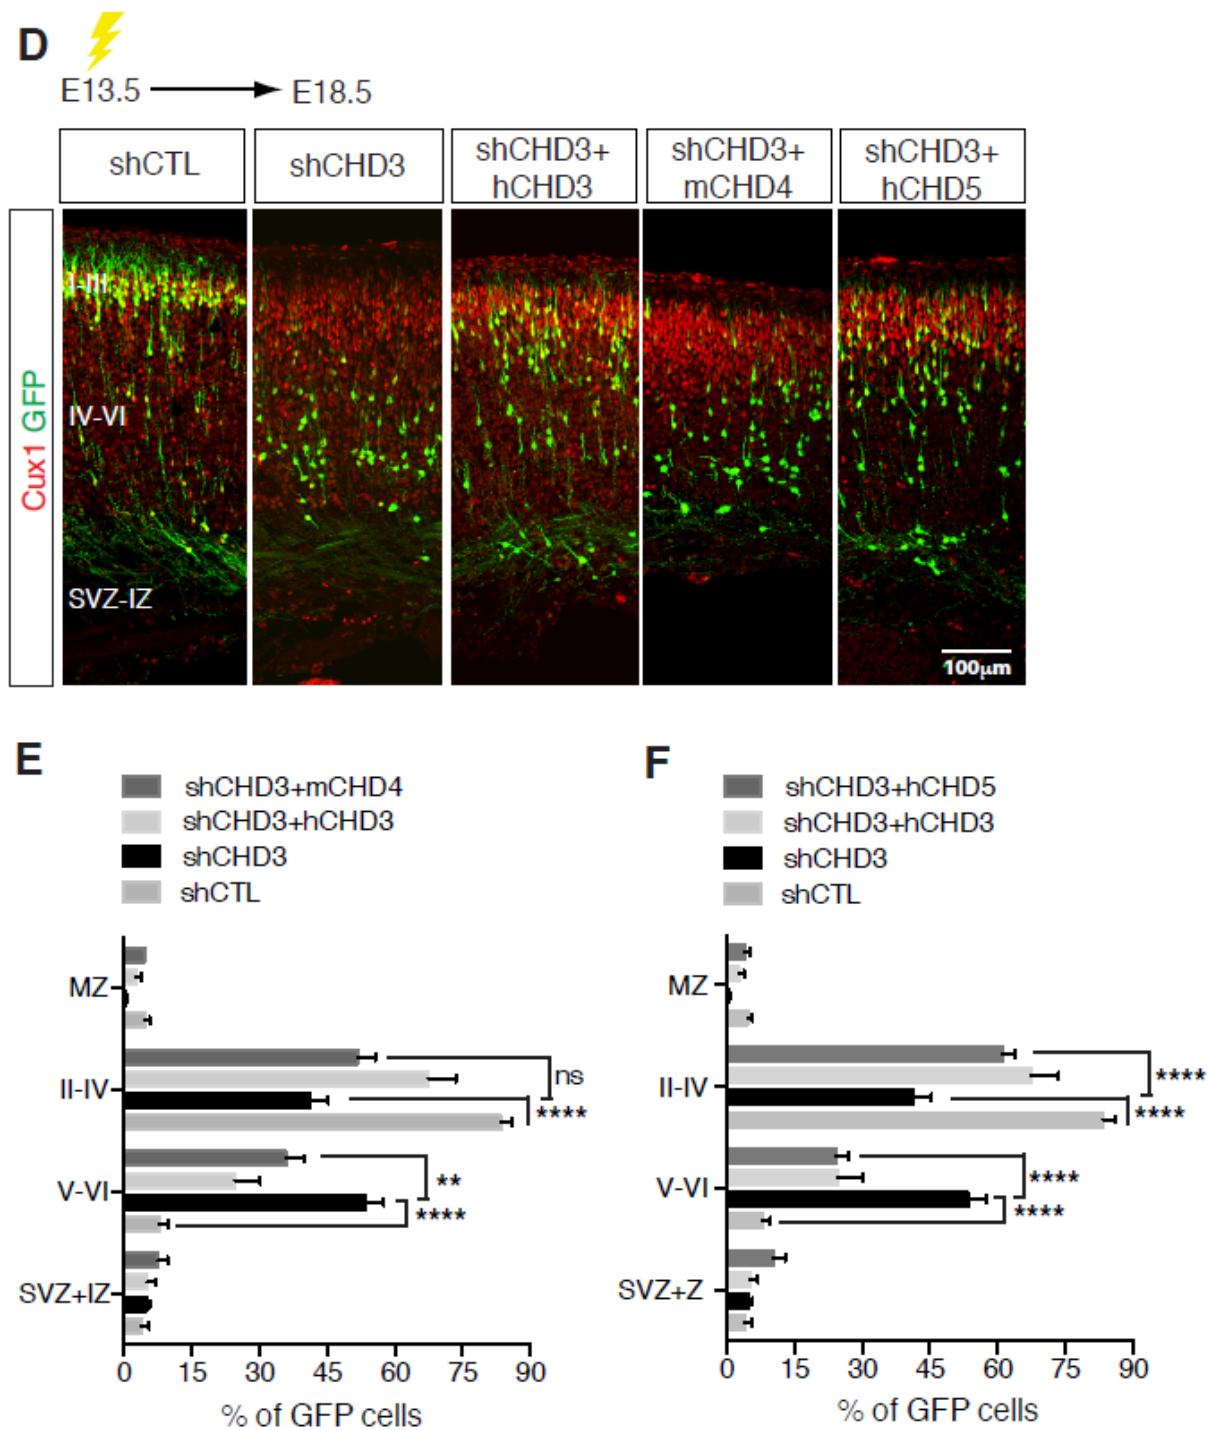 D
E13.5 E18.5
shCTL
shCHD3
shCHD3+
hCHD3
shCHD3+
mCHD4
shCHD3+
hCHD5
Cux1 GFP
I-III
IV-VI
SVZ-IZ
100μm
E
shCHD3+mCHD4
shCHD3+hCHD3
shCHD3
shCTL
MZ
II-IV
V-VI
SVZ+IZ
ns
****
**
****
0 15 30 45 60 75 90
% of GFP cells
F
shCHD3+hCHD5
shCHD3+hCHD3
shCHD3
shCTL
MZ
II-IV
V-VI
SVZ+Z
****
****
****
****
0 15 30 45 60 75 90
% of GFP cells